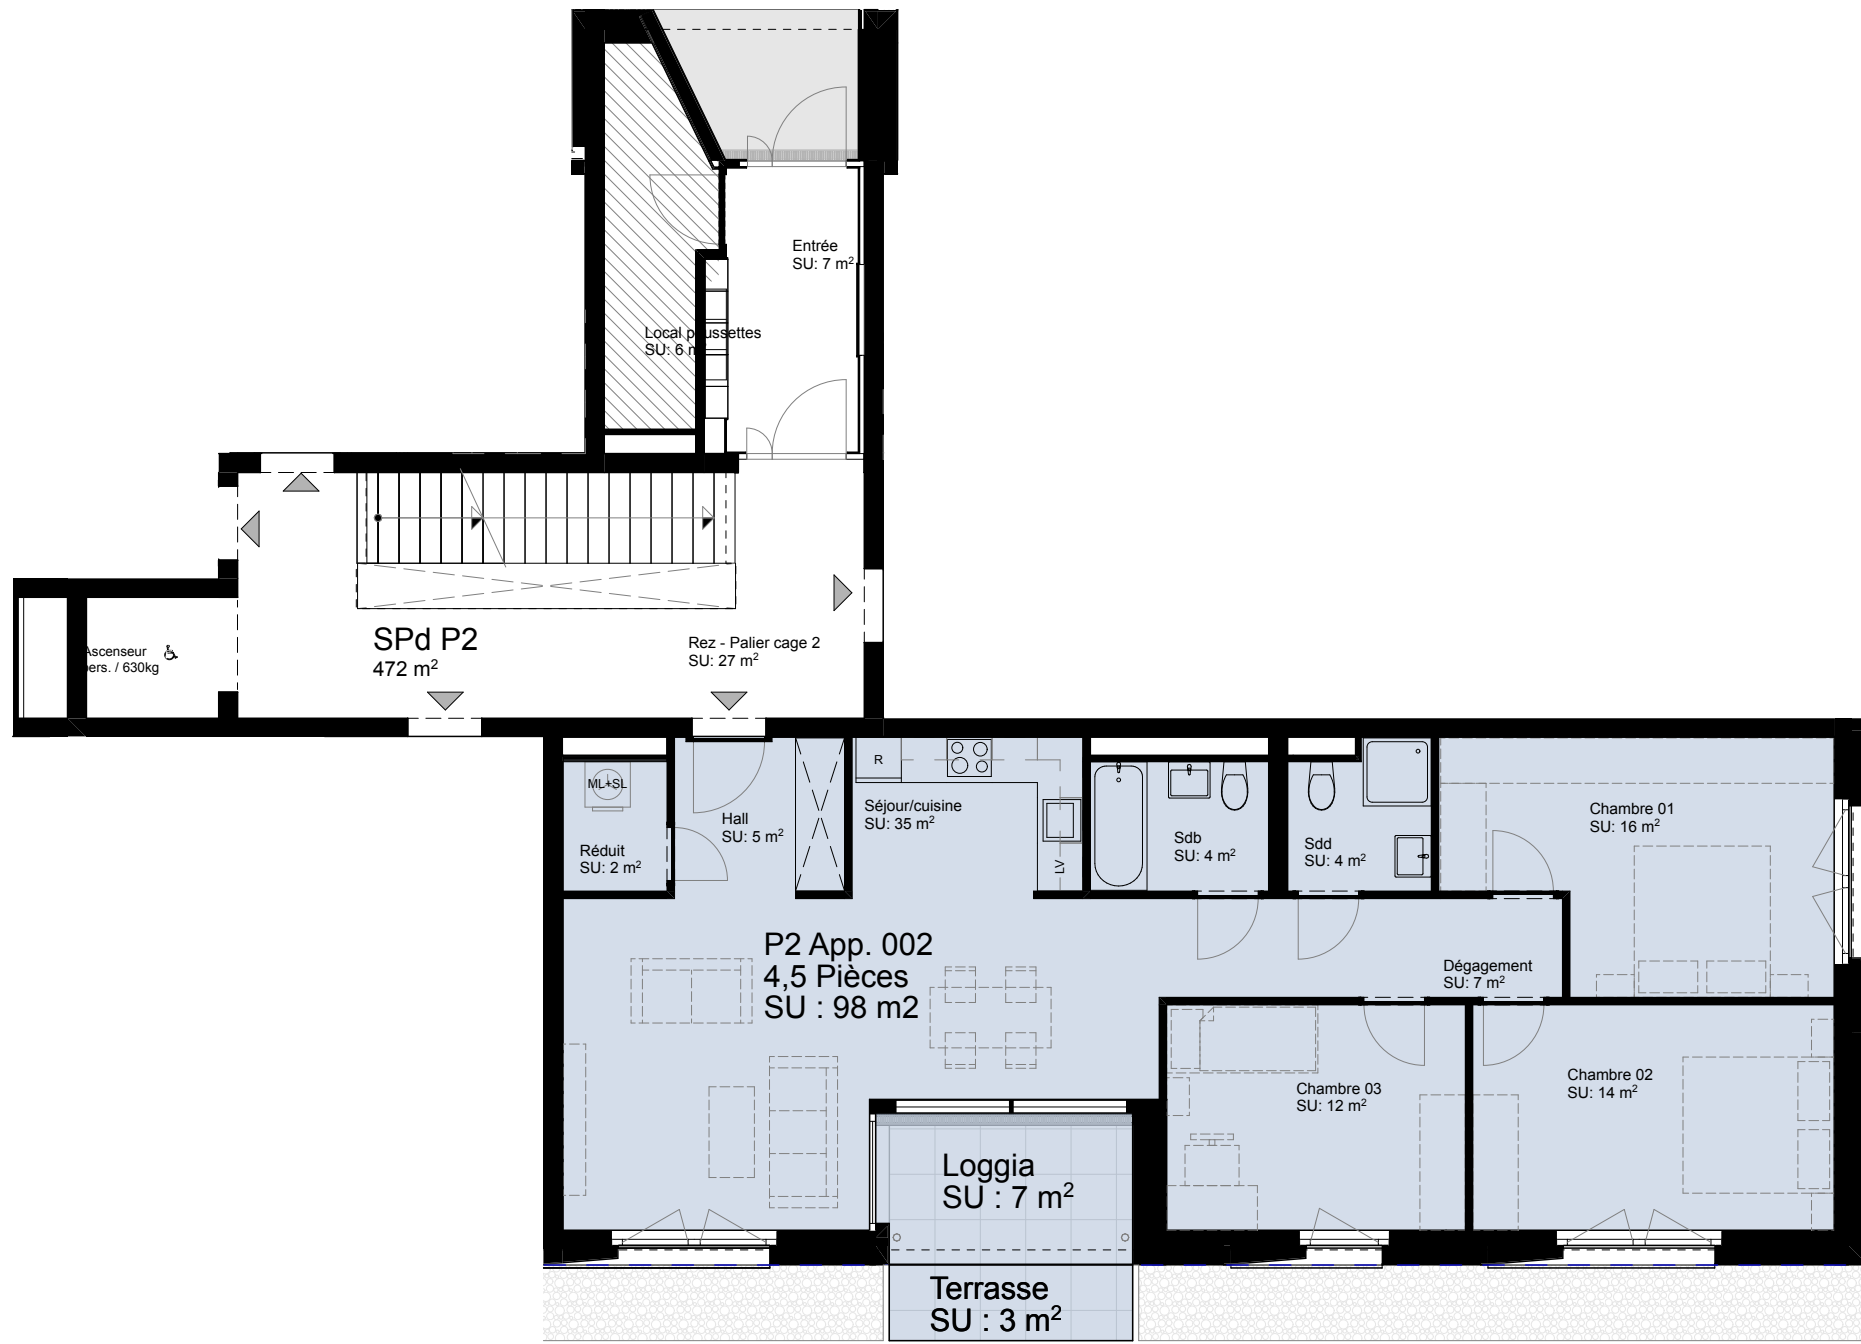 Entrée
SU: 7 m²
Local poussettes
SU: 6 m²
SPd P2
472 m²
Rez - Palier cage 2
SU: 27 m²
Ascenseur
pers. / 630kg
ML+SL
Réduit
SU: 2 m²
Hall
SU: 5 m²
R
Séjour/cuisine
SU: 35 m²
LV
Sdb
SU: 4 m²
Sdd
SU: 4 m²
Chambre 01
SU: 16 m²
P2 App. 002
4,5 Pièces
SU : 98 m2
Dégagement
SU: 7 m²
Chambre 03
SU: 12 m²
Chambre 02
SU: 14 m²
Loggia
SU : 7 m²
Terrasse
SU : 3 m²